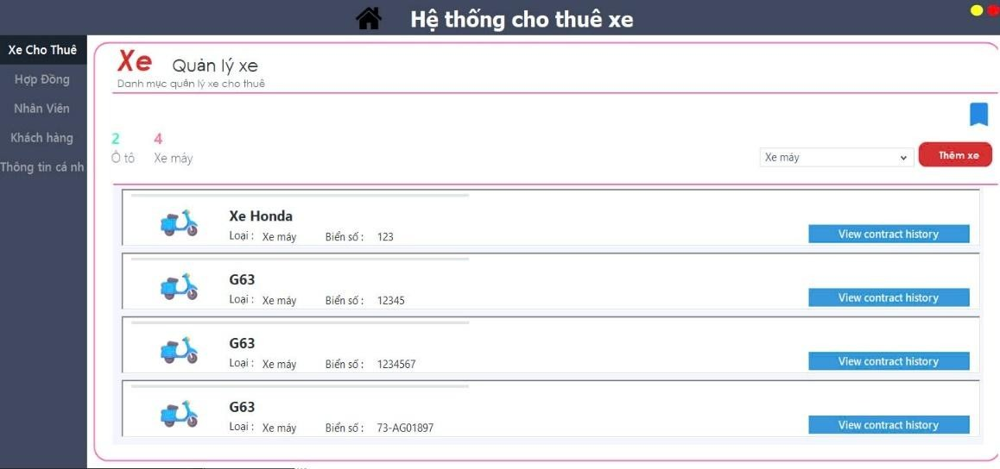 Hệ thống cho thuê xe
Xe Cho Thuê
Hợp Đồng
Nhân Viên
Khách hàng
Thông tin cá nh
Xe Quản lý xe
Danh mục quản lý xe cho thuê
2 4
Ô tô Xe máy
Xe máy Thêm xe
Xe Honda
Loại : Xe máy Biển số : 123 View contract history
G63
Loại : Xe máy Biển số : 12345 View contract history
G63
Loại : Xe máy Biển số : 1234567 View contract history
G63
Loại : Xe máy Biển số : 73-AG01897 View contract history